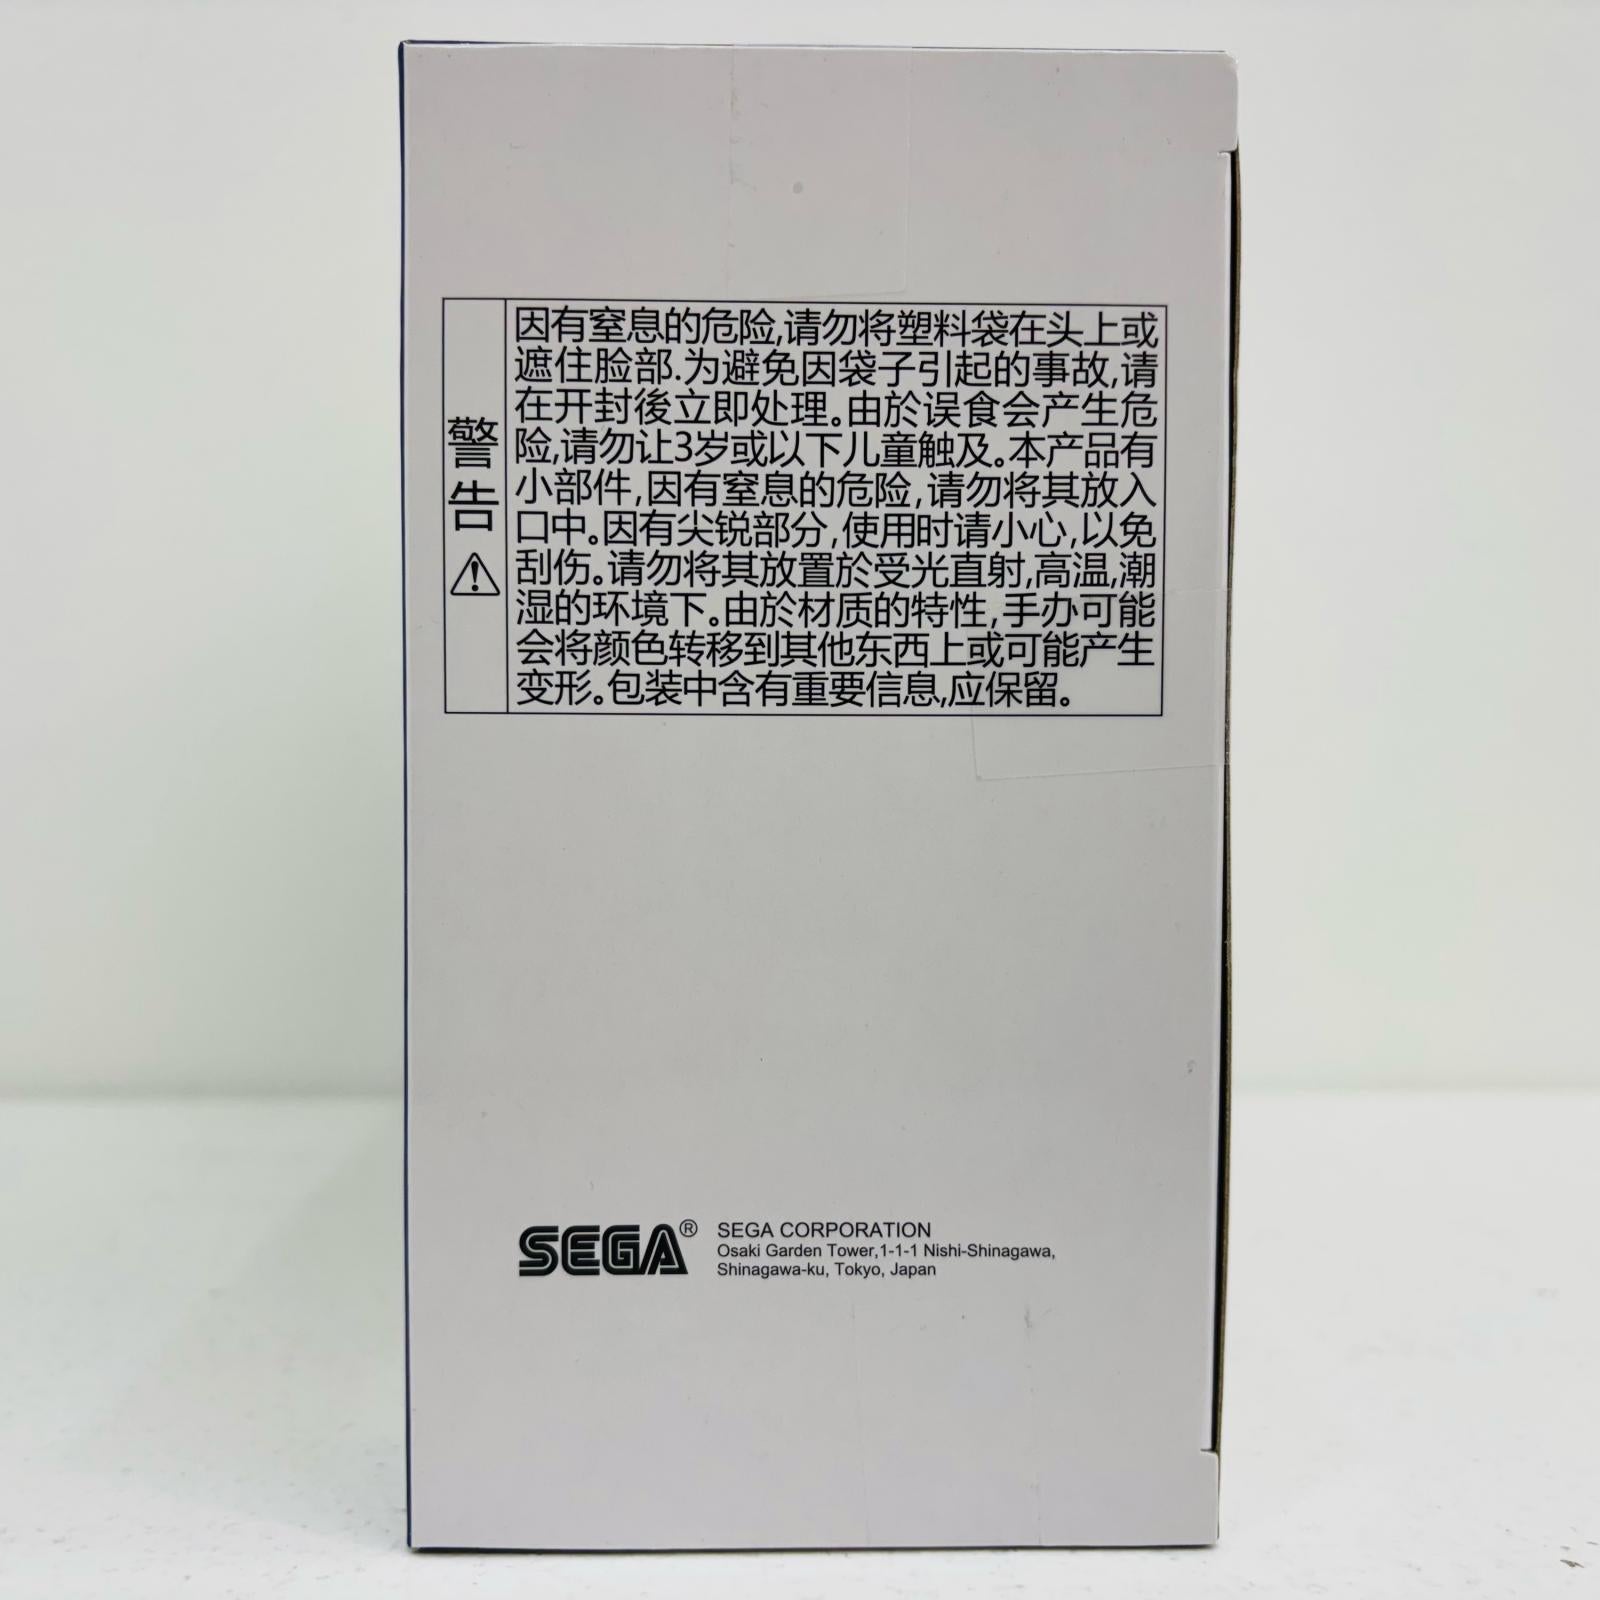 警告
因有窒息的危险,请勿将塑料袋在头上或
遮住脸部.为避免因袋子引起的事故,请
在开封後立即处理。由於误食会产生危
险,请勿让3岁或以下儿童触及。本产品有
小部件,因有窒息的危险,请勿将其放入
口中。因有尖锐部分,使用时请小心,以免
刮伤。请勿将其放置於受光直射,高温,潮
湿的环境下。由於材质的特性,手办可能
会将颜色转移到其他东西上或可能产生
变形。包装中含有重要信息,应保留。
SEGA®
SEGA CORPORATION
Osaki Garden Tower,1-1-1 Nishi-Shinagawa,
Shinagawa-ku, Tokyo, Japan